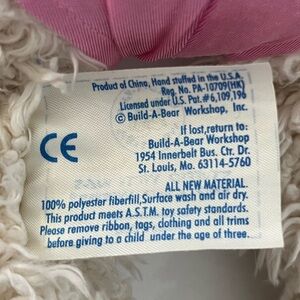 Product of China, Hand stuffed in the U.S.A.
Reg. No. PA-10709(HK)
Licensed under U.S. Pat.#6,109,196
© Build-A-Bear Workshop, Inc.
If lost,return to:
Build-A-Bear Workshop
1954 Innerbelt Bus. Ctr. Dr.
St. Louis, Mo. 63114-5760
CE
ALL NEW MATERIAL.
100% polyester fiberfill,Surface wash and air dry.
This product meets A.S.T.M. toy safety standards.
Please remove ribbon, tags, clothing and all trims
before giving to a child under the age of three.